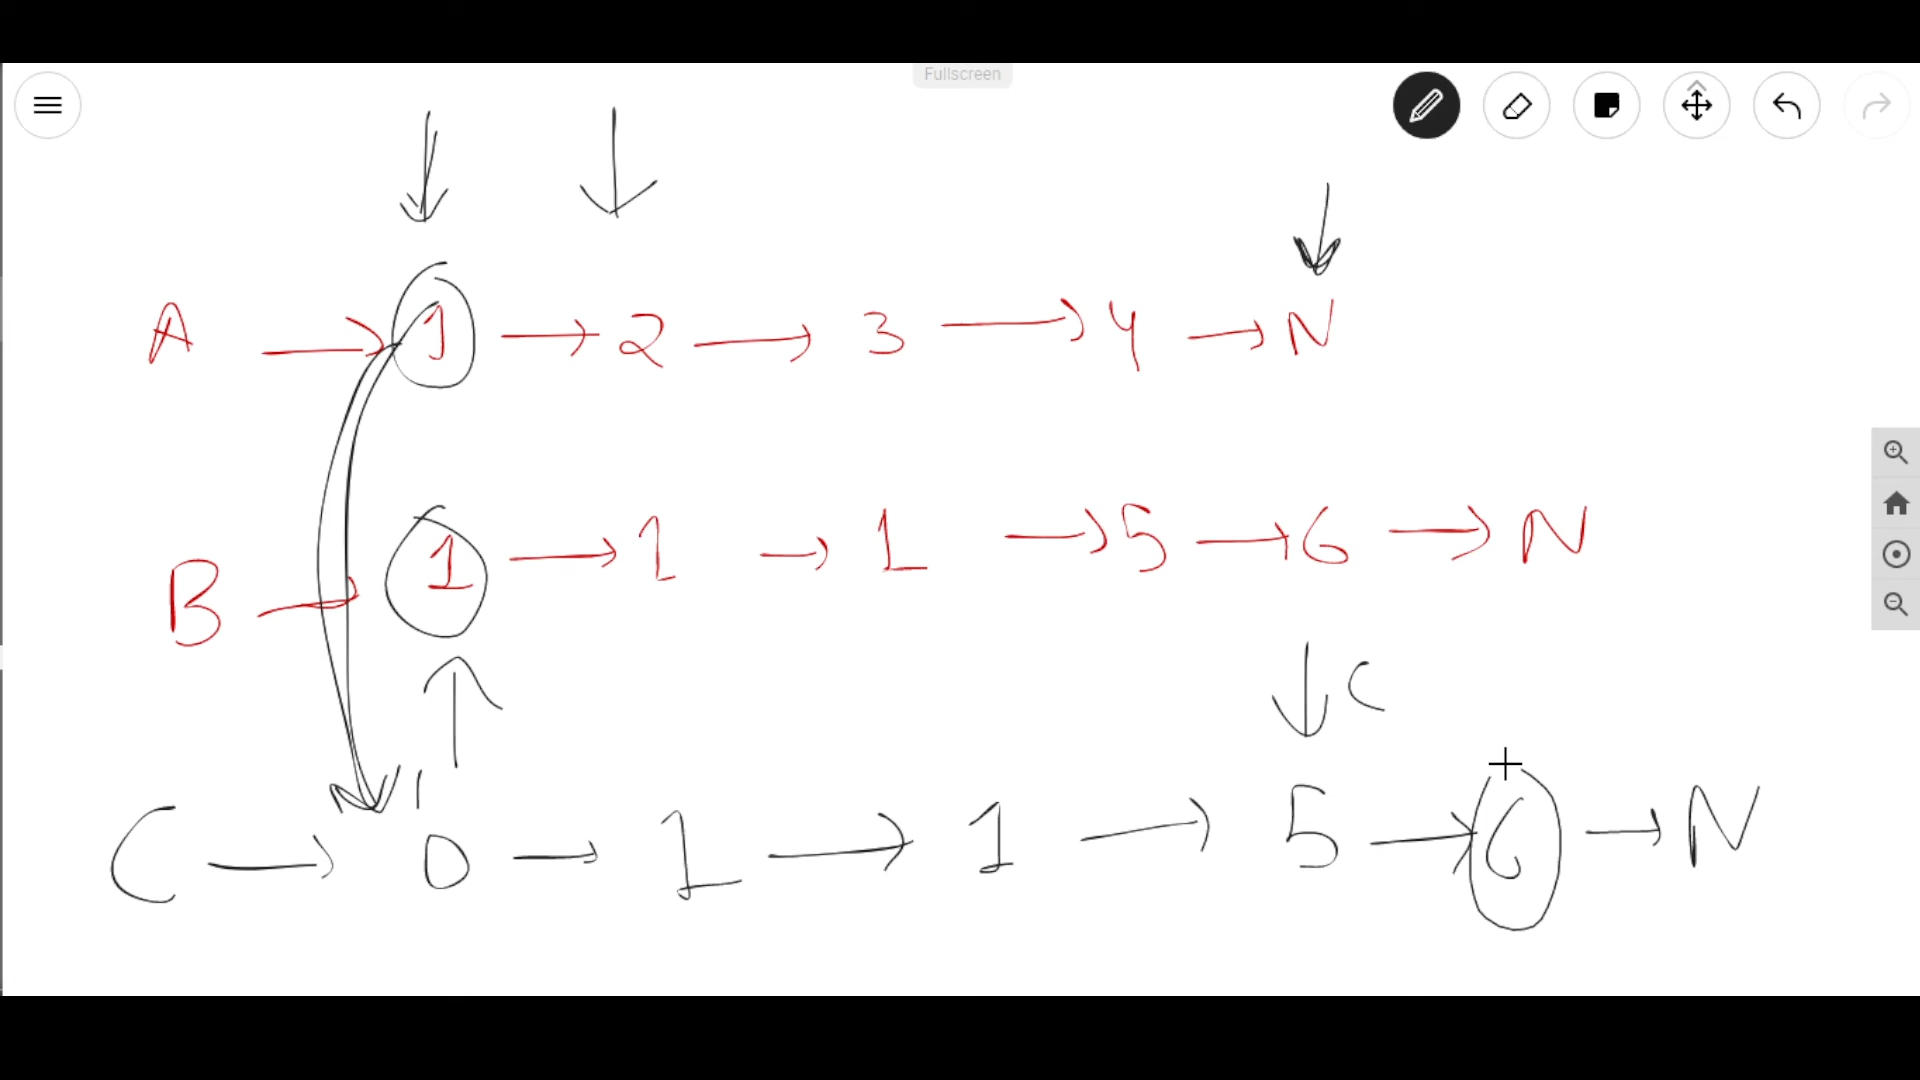 Fullscreen
A → 1 → 2 → 3 → 4 → N
B → 1 → 1 → 1 → 5 → 6 → N
C
C → 0 → 1 → 1 → 5 → 6 → N